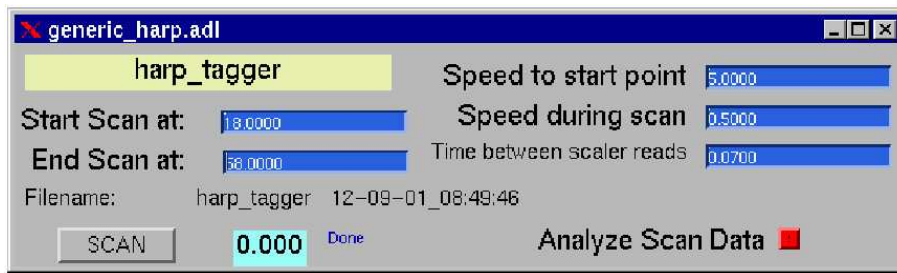 generic_harp.adl
harp_tagger
Speed to start point 5.0000
Start Scan at: 18.0000
Speed during scan 0.5000
End Scan at: 58.0000
Time between scaler reads 0.0700
Filename: harp_tagger 12-09-01_08:49:46
SCAN 0.000 Done Analyze Scan Data